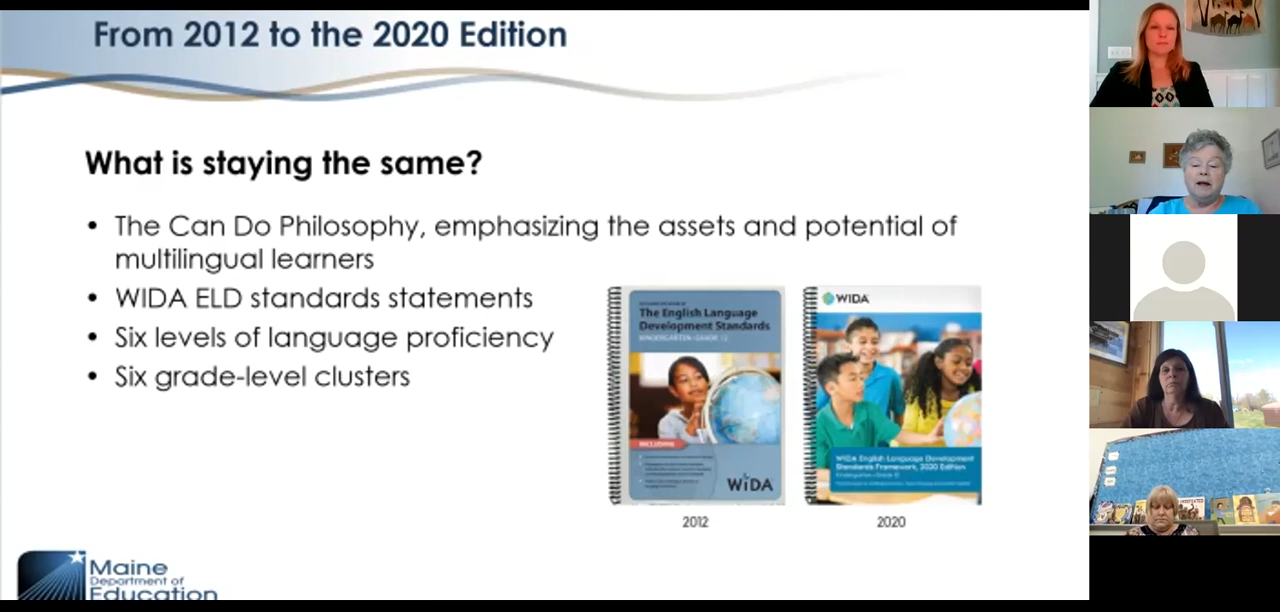 From 2012 to the 2020 Edition
What is staying the same?
• The Can Do Philosophy, emphasizing the assets and potential of
multilingual learners
• WIDA ELD standards statements
• Six levels of language proficiency
• Six grade-level clusters
The English Language
Development Standards
KINDERGARTEN–GRADE 12
INCLUDING
WIDA
2012
WIDA
WIDA English Language Development
Standards Framework, 2020 Edition
Kindergarten–Grade 12
2020
Maine
Department of
Education